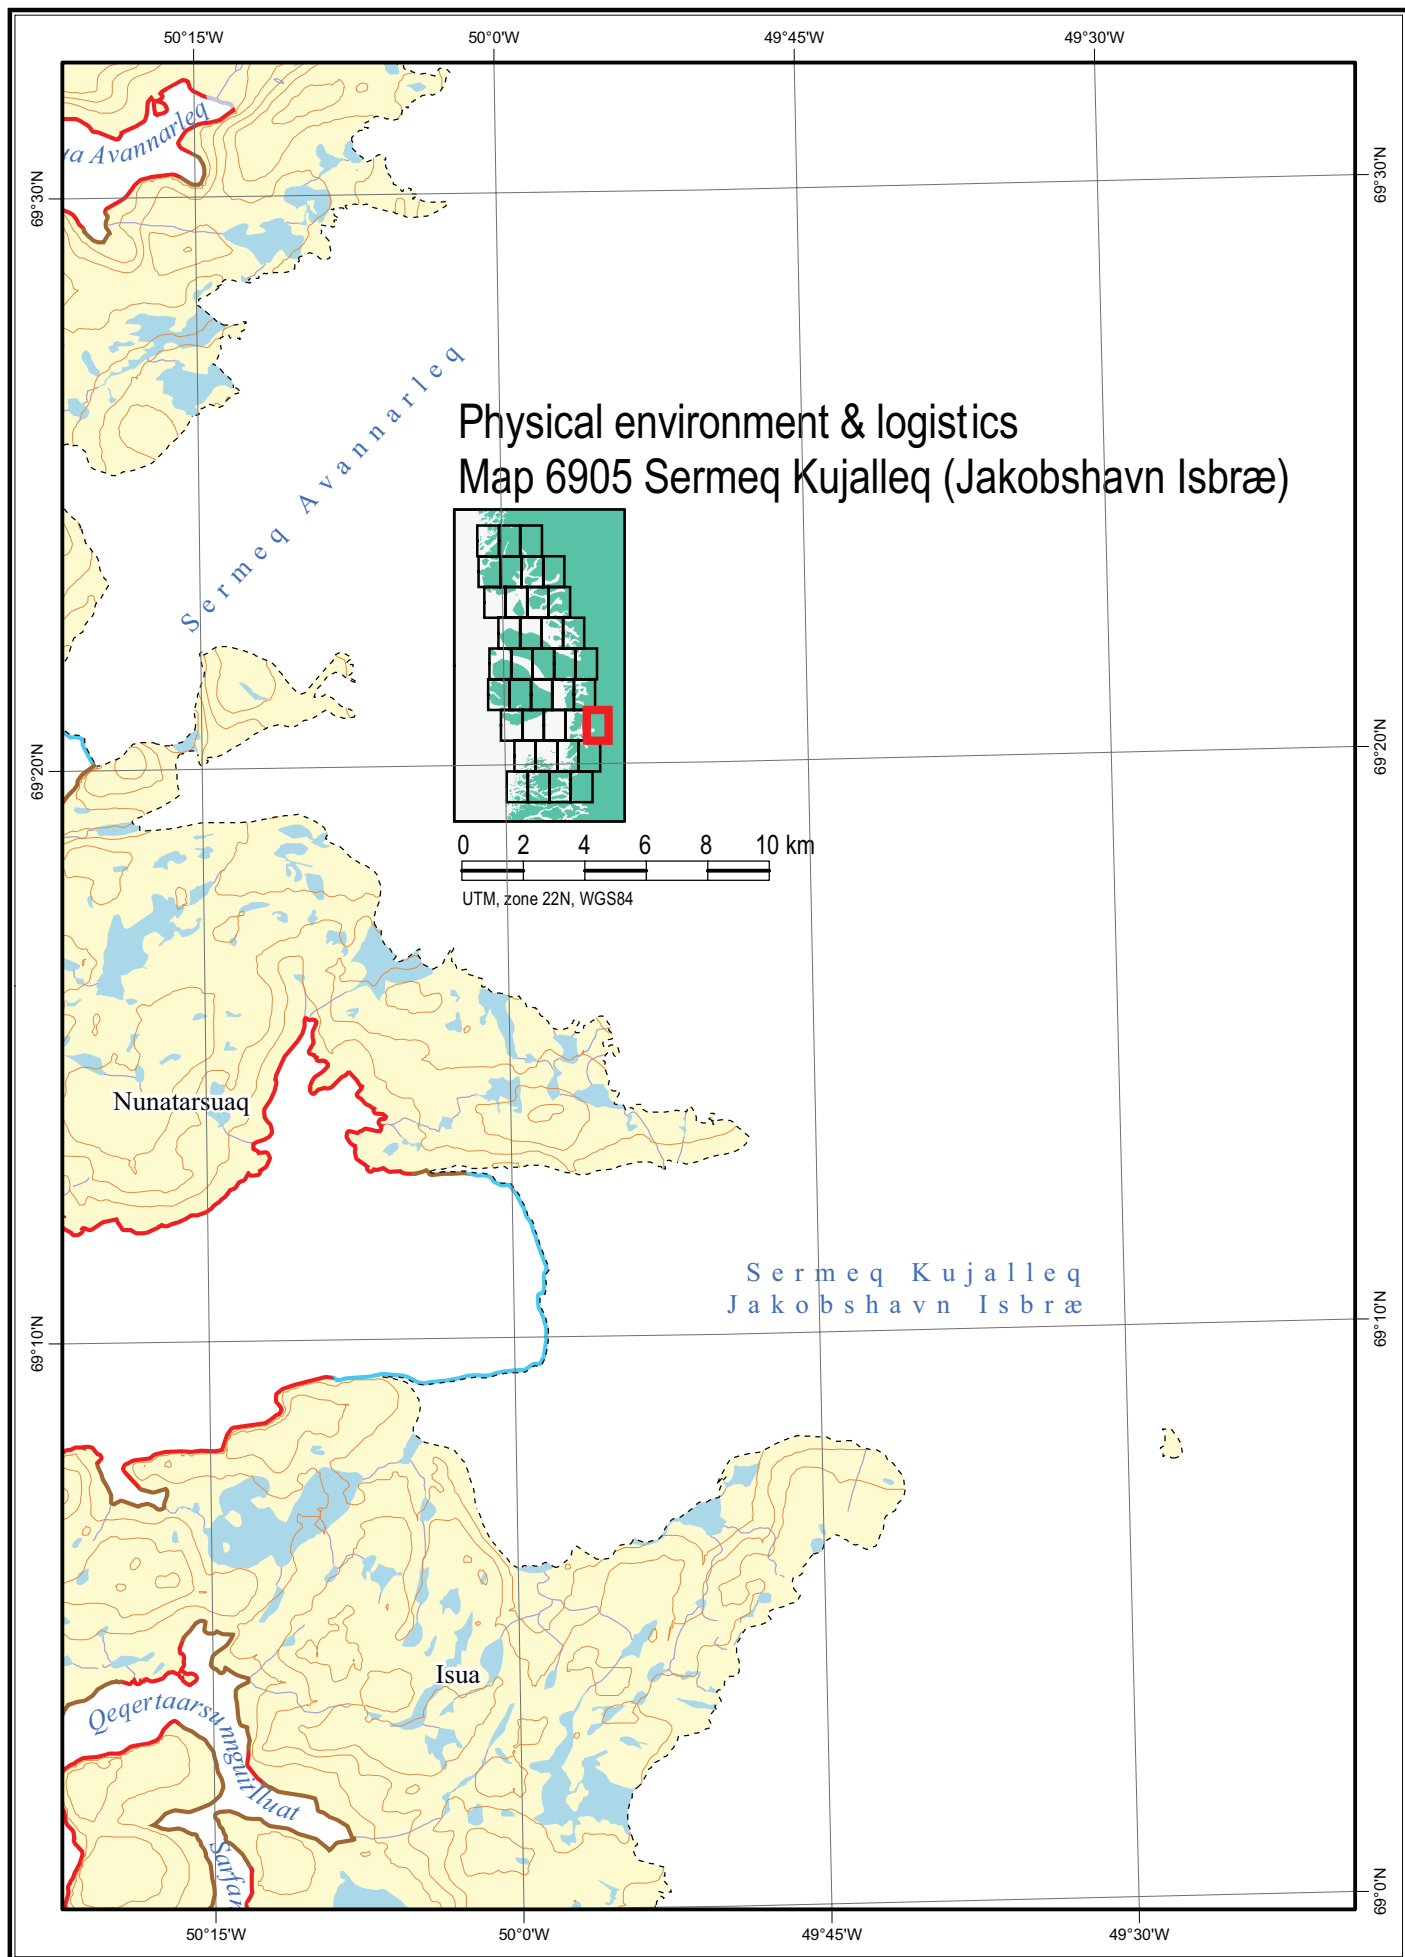 50°15'W 50°0'W 49°45'W 49°30'W
ua Avannarleq
69°30'N
69°30'N
Sermeq Avannarleq
Physical environment & logistics
Map 6905 Sermeq Kujalleq (Jakobshavn Isbræ)
69°20'N
69°20'N
0 2 4 6 8 10 km
UTM, zone 22N, WGS84
Nunatarsuaq
Sermeq Kujalleq
Jakobshavn Isbræ
69°10'N
69°10'N
Isua
Qeqertaarsunnguitlluat
Sarfan
69°0'N
50°15'W 50°0'W 49°45'W 49°30'W